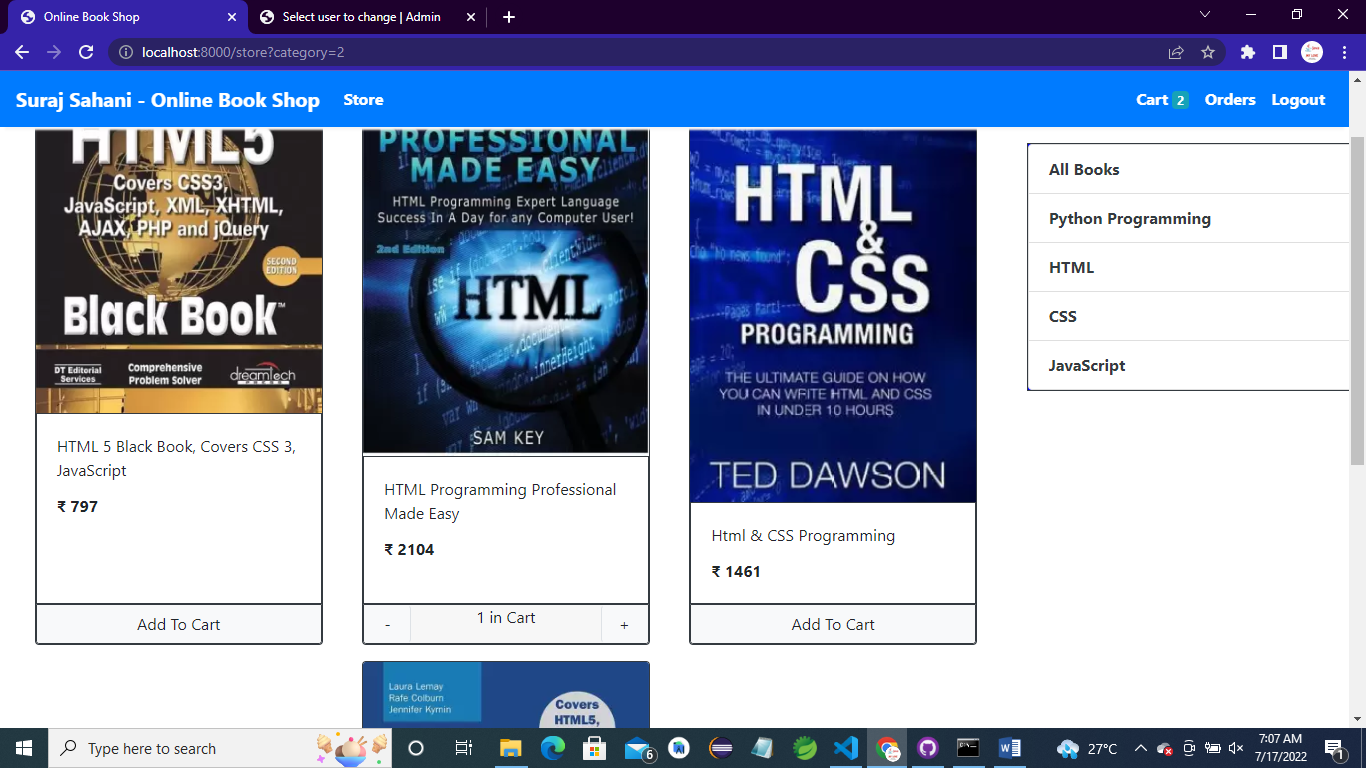 Online Book Shop
Select user to change | Admin
localhost:8000/store?category=2
Suraj Sahani - Online Book Shop
Store
Cart 2
Orders
Logout
HTML5
Covers CSS3,
JavaScript, XML, XHTML,
AJAX, PHP and jQuery
SECOND
EDITION
Black Book™
DT Editorial
Services
Comprehensive
Problem Solver
dreamtech
PRESS
HTML 5 Black Book, Covers CSS 3,
JavaScript
₹ 797
Add To Cart
PROFESSIONAL
MADE EASY
HTML Programming Expert Language
Success In A Day for any Computer User!
2nd Edition
HTML
SAM KEY
HTML Programming Professional
Made Easy
₹ 2104
- 1 in Cart +
HTML
&
CSS
PROGRAMMING
THE ULTIMATE GUIDE ON HOW
YOU CAN WRITE HTML AND CSS
IN UNDER 10 HOURS
TED DAWSON
Html & CSS Programming
₹ 1461
Add To Cart
Laura Lemay
Rafe Colburn
Jennifer Kymin
Covers
HTML5,
All Books
Python Programming
HTML
CSS
JavaScript
Type here to search
6
27°C
7:07 AM
7/17/2022
1